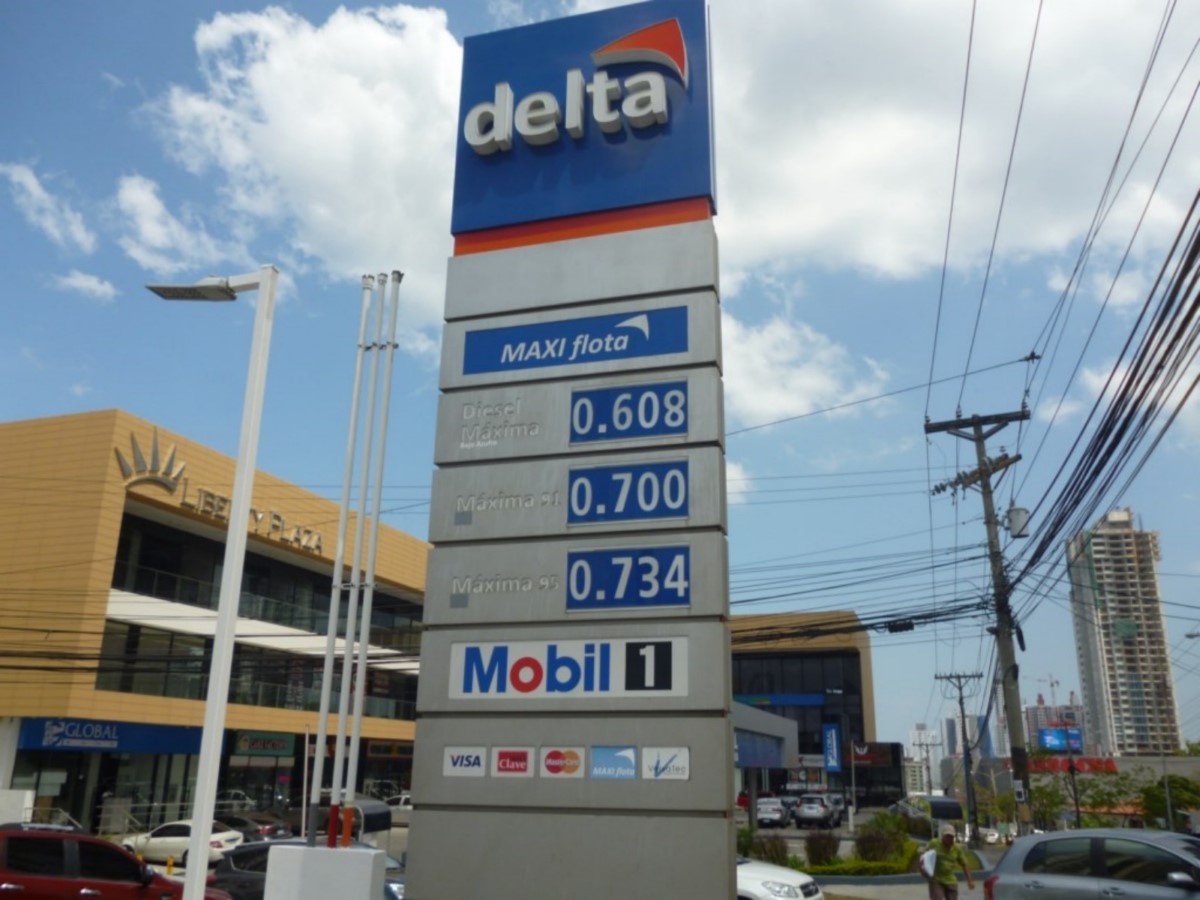 delta
MAXI flota
Diesel
Máxima
0.608
Máxima 91
0.700
Máxima 95
0.734
Mobil 1
VISA
Clave
MasterCard
MAXI flota
LIBERTY PLAZA
GLOBAL